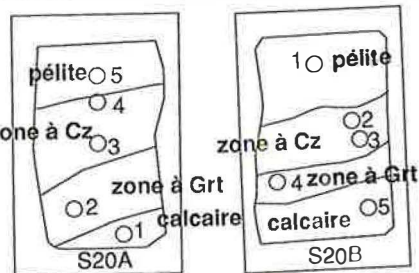 pélite 5
4
zone à Cz 3
zone à Grt
2
calcaire 1
S20A
1 pélite
2
zone à Cz 3
4 zone à Grt
calcaire 5
S20B